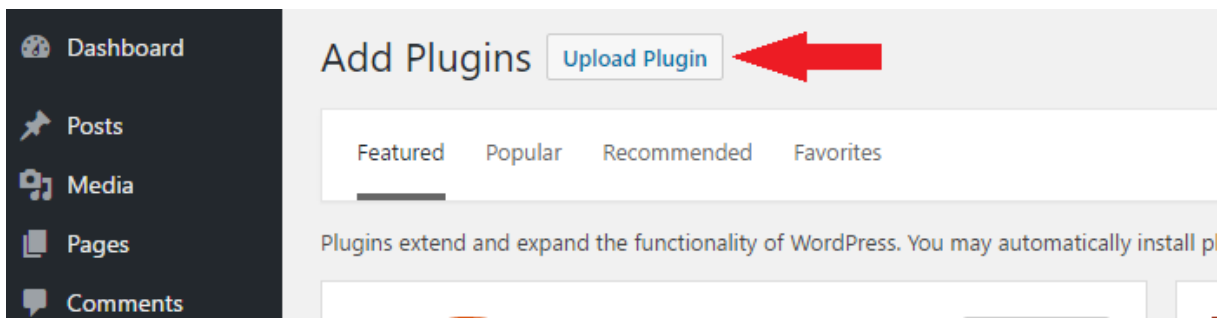 Dashboard
Posts
Media
Pages
Comments
Add Plugins
Upload Plugin
Featured
Popular
Recommended
Favorites
Plugins extend and expand the functionality of WordPress. You may automatically install